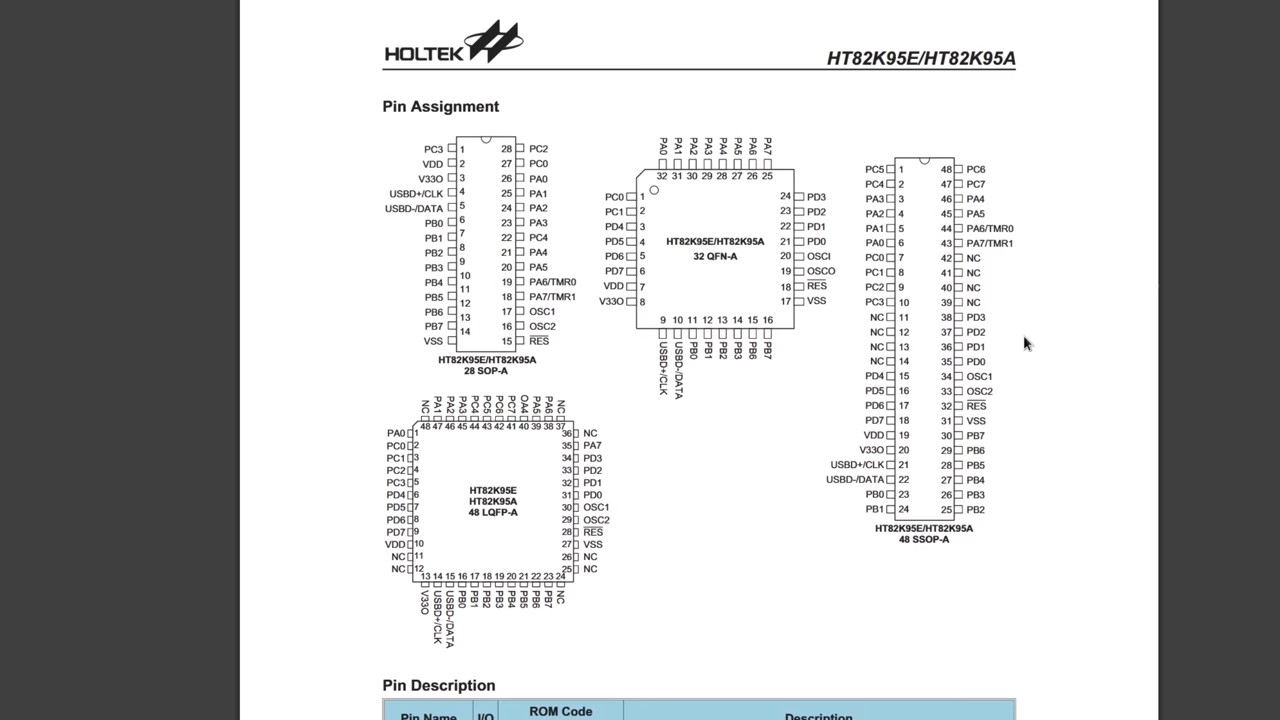 HOLTEK
HT82K95E/HT82K95A
Pin Assignment
PC3 1 28 PC2
VDD 2 27 PC0
V33O 3 26 PA0
USBD+/CLK 4 25 PA1
USBD-/DATA 5 24 PA2
PB0 6 23 PA3
PB1 7 22 PC4
PB2 8 21 PA4
PB3 9 20 PA5
PB4 10 19 PA6/TMR0
PB5 11 18 PA7/TMR1
PB6 12 17 OSC1
PB7 13 16 OSC2
VSS 14 15 RES
HT82K95E/HT82K95A
28 SOP-A
PA0 PA1 PA2 PA3 PA4 PA5 PA6 PA7
32 31 30 29 28 27 26 25
PC0 1 24 PD3
PC1 2 23 PD2
PD4 3 22 PD1
PD5 4 HT82K95E/HT82K95A 21 PD0
PD6 5 32 QFN-A 20 OSCI
PD7 6 19 OSCO
VDD 7 18 RES
V33O 8 17 VSS
9 10 11 12 13 14 15 16
USBD+/CLK USBD-/DATA PB0 PB1 PB2 PB3 PB6 PB7
PC5 1 48 PC6
PC4 2 47 PC7
PA3 3 46 PA4
PA2 4 45 PA5
PA1 5 44 PA6/TMR0
PA0 6 43 PA7/TMR1
PC0 7 42 NC
PC1 8 41 NC
PC2 9 40 NC
PC3 10 39 NC
NC 11 38 PD3
NC 12 37 PD2
NC 13 36 PD1
NC 14 35 PD0
PD4 15 34 OSC1
PD5 16 33 OSC2
PD6 17 32 RES
PD7 18 31 VSS
VDD 19 30 PB7
V33O 20 29 PB6
USBD+/CLK 21 28 PB5
USBD-/DATA 22 27 PB4
PB0 23 26 PB3
PB1 24 25 PB2
HT82K95E/HT82K95A
48 SSOP-A
NC PA1 PA2 PA3 PC4 PC5 PC6 PC7 OA4 PA5 PA6 NC
48 47 46 45 44 43 42 41 40 39 38 37
PA0 1 36 NC
PC0 2 35 PA7
PC1 3 34 PD3
PC2 4 33 PD2
PC3 5 32 PD1
PD4 6 HT82K95E 31 PD0
PD5 7 HT82K95A 30 OSC1
PD6 8 48 LQFP-A 29 OSC2
PD7 9 28 RES
VDD 10 27 VSS
NC 11 26 NC
NC 12 25 NC
13 14 15 16 17 18 19 20 21 22 23 24
V33O USBD+/CLK USBD-/DATA PB0 PB1 PB2 PB3 PB4 PB5 PB6 PB7 NC
Pin Description
Pin Name I/O ROM Code Description